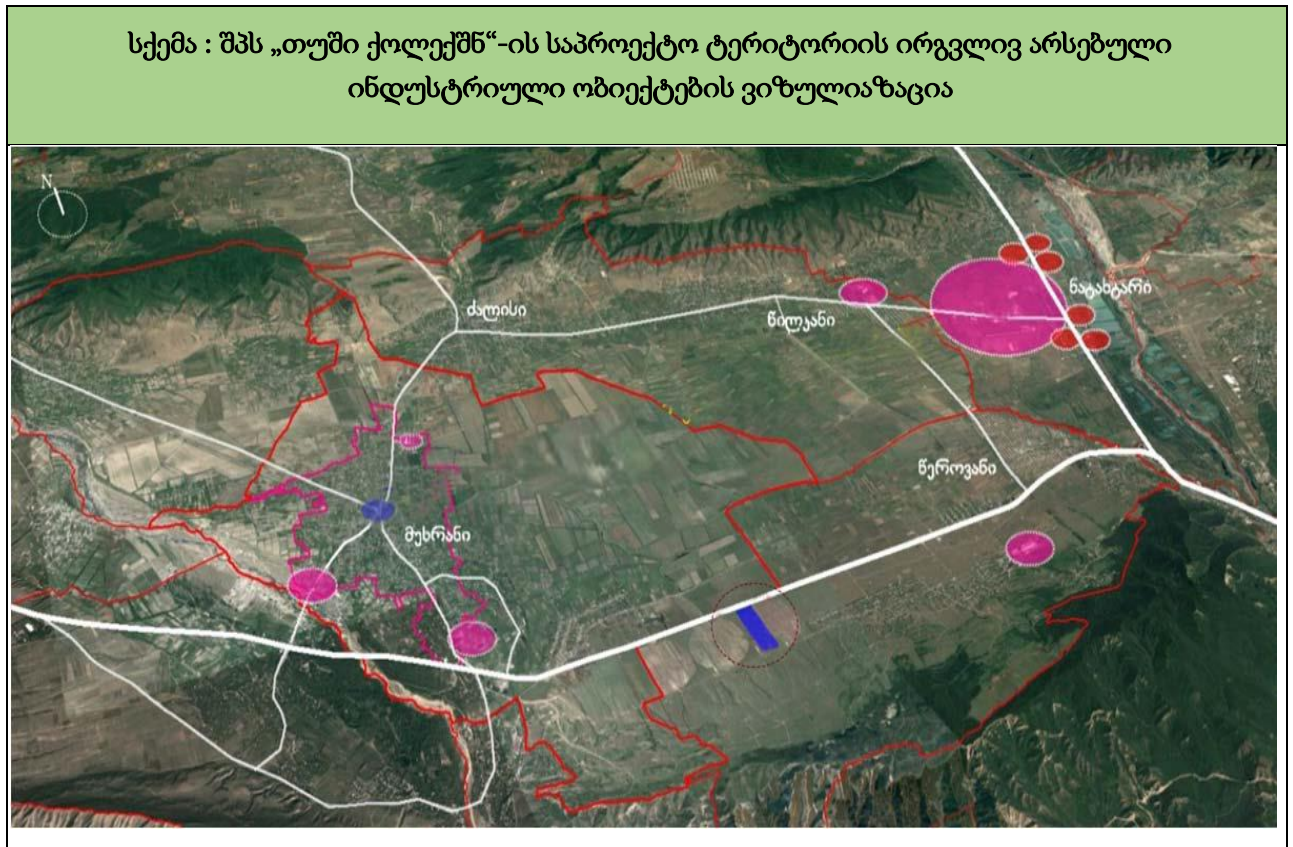 სქემა : შპს „თუში ქოლექშნ“-ის საპროექტო ტერიტორიის ირგვლივ არსებული
ინდუსტრიული ობიექტების ვიზულიაზაცია
N
ნატახტარი
ძალისი
წილკანი
წეროვანი
მუხრანი